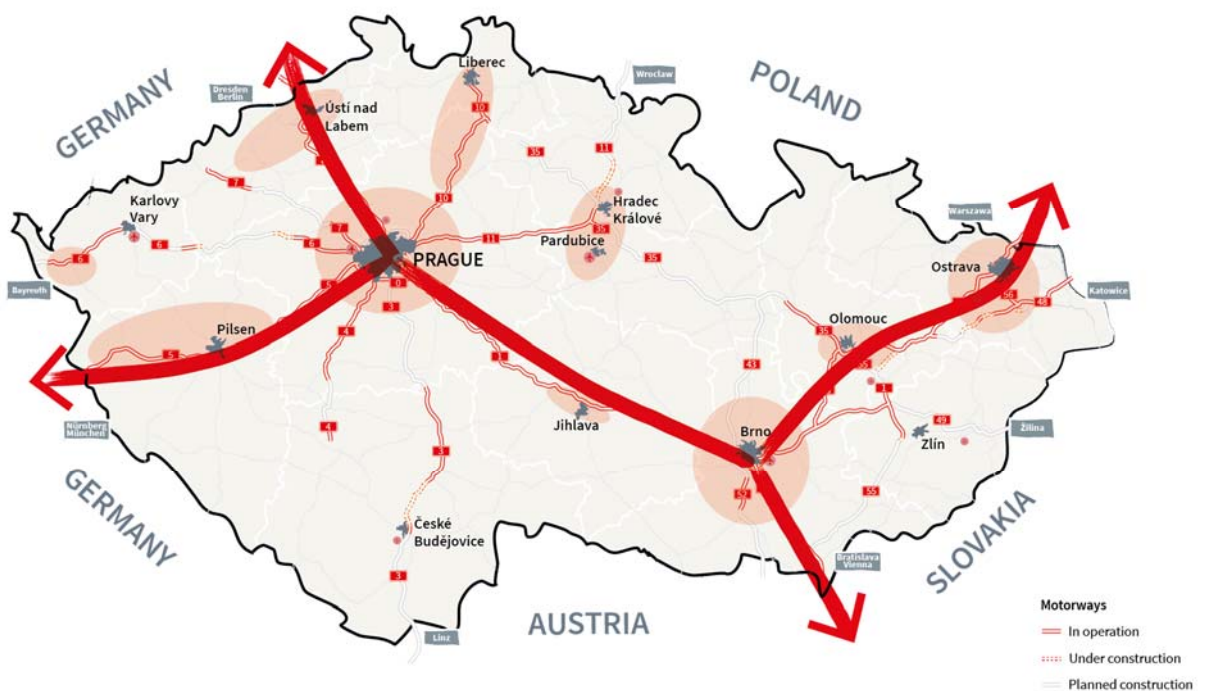 Liberec
Wroclaw
POLAND
GERMANY
Dresden
Berlin
Ústí nad
Labem
10
35
11
7
Karlovy
Vary
10
Hradec
Králové
Warszawa
6
7
6
11
35
Pardubice
PRAGUE
35
Ostrava
6
Bayreuth
5
0
3
Katowice
56
48
Pilsen
4
Olomouc
35
55
5
1
43
1
Jihlava
49
Žilina
Nürnberg
München
4
Brno
Zlín
3
GERMANY
52
55
České
Budějovice
SLOVAKIA
Bratislava
Vienna
3
AUSTRIA
Linz
Motorways
In operation
Under construction
Planned construction